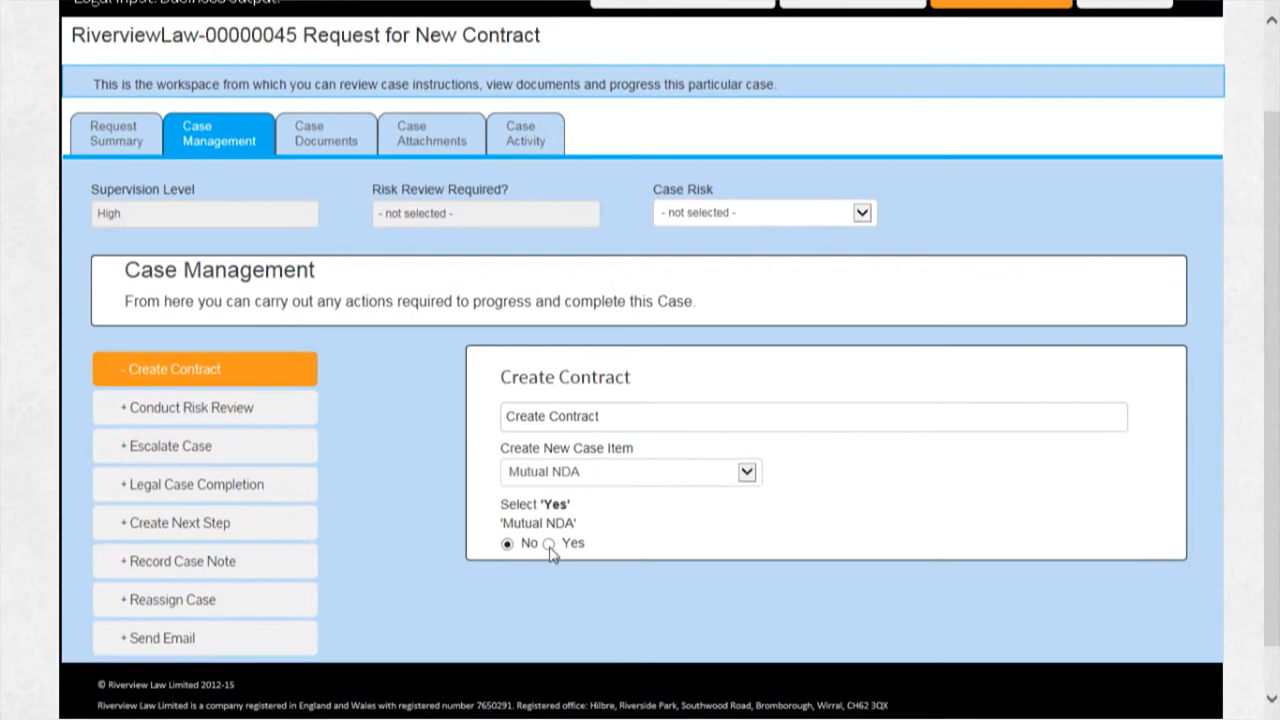 Legal Input. Business Output.
RiverviewLaw-00000045 Request for New Contract
This is the workspace from which you can review case instructions, view documents and progress this particular case.
Request Summary
Case Management
Case Documents
Case Attachments
Case Activity
Supervision Level
Risk Review Required?
Case Risk
High
- not selected -
- not selected -
Case Management
From here you can carry out any actions required to progress and complete this Case.
- Create Contract
+ Conduct Risk Review
+ Escalate Case
+ Legal Case Completion
+ Create Next Step
+ Record Case Note
+ Reassign Case
+ Send Email
Create Contract
Create Contract
Create New Case Item
Mutual NDA
Select 'Yes'
'Mutual NDA'
No Yes
© Riverview Law Limited 2012-15
Riverview Law Limited is a company registered in England and Wales with registered number 7650291. Registered office: Hilbre, Riverside Park, Southwood Road, Bromborough, Wirral, CH62 3QX